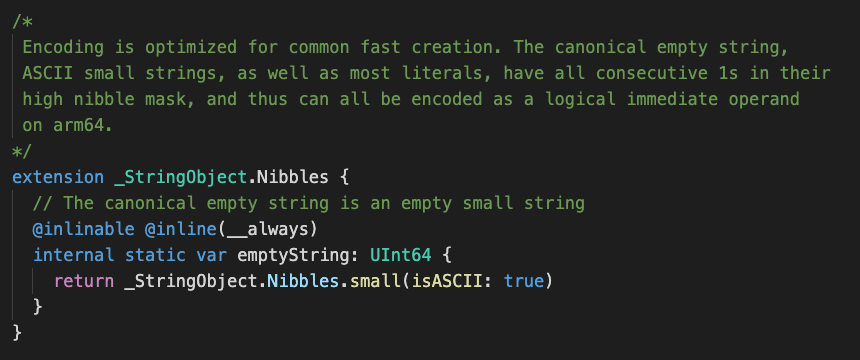 /*
 Encoding is optimized for common fast creation. The canonical empty string,
 ASCII small strings, as well as most literals, have all consecutive 1s in their
 high nibble mask, and thus can all be encoded as a logical immediate operand
 on arm64.
*/
extension _StringObject.Nibbles {
  // The canonical empty string is an empty small string
  @inlinable @inline(__always)
  internal static var emptyString: UInt64 {
    return _StringObject.Nibbles.small(isASCII: true)
  }
}